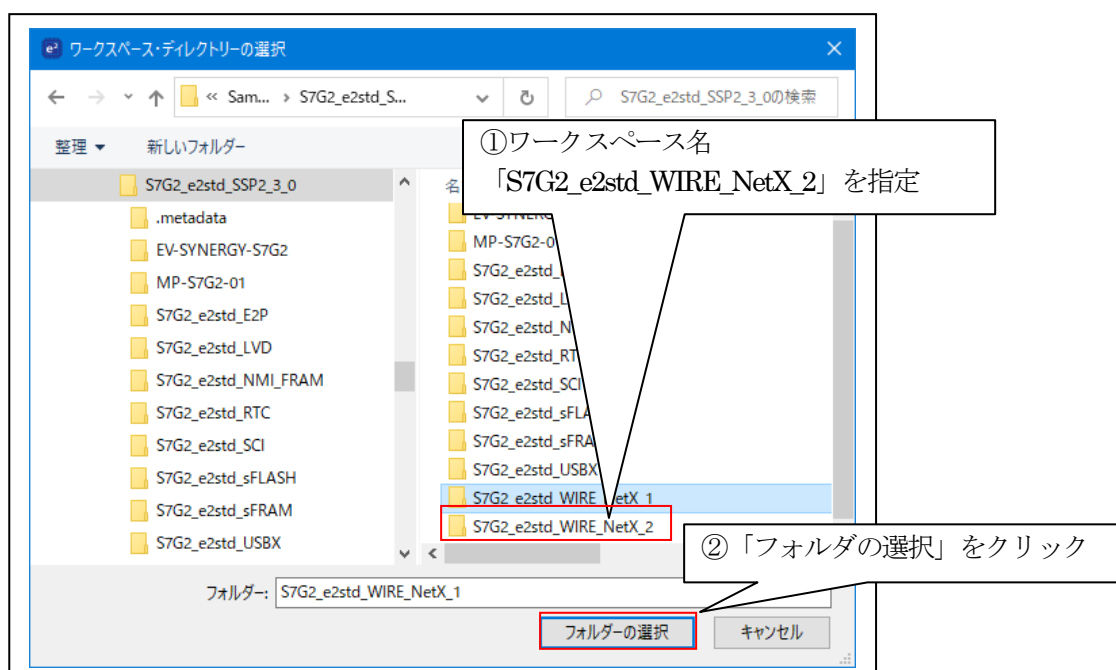 e² ワークスペース・ディレクトリーの選択
« Sam... › S7G2_e2std_S...
S7G2_e2std_SSP2_3_0の検索
整理
新しいフォルダー
①ワークスペース名
「S7G2_e2std_WIRE_NetX_2」を指定
S7G2_e2std_SSP2_3_0
.metadata
EV-SYNERGY-S7G2
MP-S7G2-01
S7G2_e2std_E2P
S7G2_e2std_LVD
S7G2_e2std_NMI_FRAM
S7G2_e2std_RTC
S7G2_e2std_SCI
S7G2_e2std_sFLASH
S7G2_e2std_sFRAM
S7G2_e2std_USBX
名
MP-S7G2-0
S7G2_e2std_
S7G2_e2std_L
S7G2_e2std_N
S7G2_e2std_RT
S7G2_e2std_SCI
S7G2_e2std_sFLA
S7G2_e2std_sFRA
S7G2_e2std_USBX
S7G2_e2std_WIRE_NetX_1
S7G2_e2std_WIRE_NetX_2
②「フォルダの選択」をクリック
フォルダー: S7G2_e2std_WIRE_NetX_1
フォルダーの選択
キャンセル